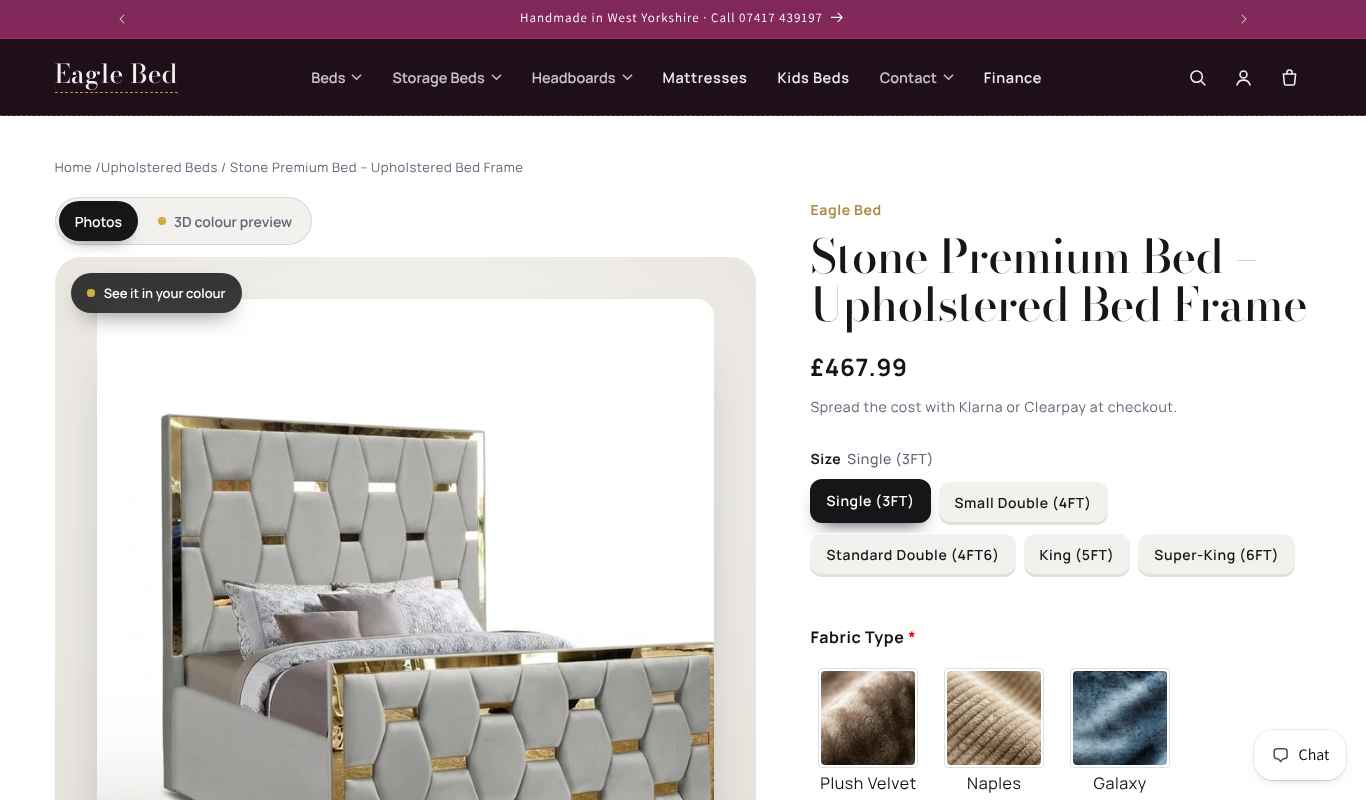 Handmade in West Yorkshire · Call 07417 439197
Eagle Bed
Beds
Storage Beds
Headboards
Mattresses
Kids Beds
Contact
Finance
Home /Upholstered Beds / Stone Premium Bed – Upholstered Bed Frame
Photos
3D colour preview
See it in your colour
Eagle Bed
Stone Premium Bed –
Upholstered Bed Frame
£467.99
Spread the cost with Klarna or Clearpay at checkout.
Size Single (3FT)
Single (3FT)
Small Double (4FT)
Standard Double (4FT6)
King (5FT)
Super-King (6FT)
Fabric Type *
Plush Velvet
Naples
Galaxy
Chat